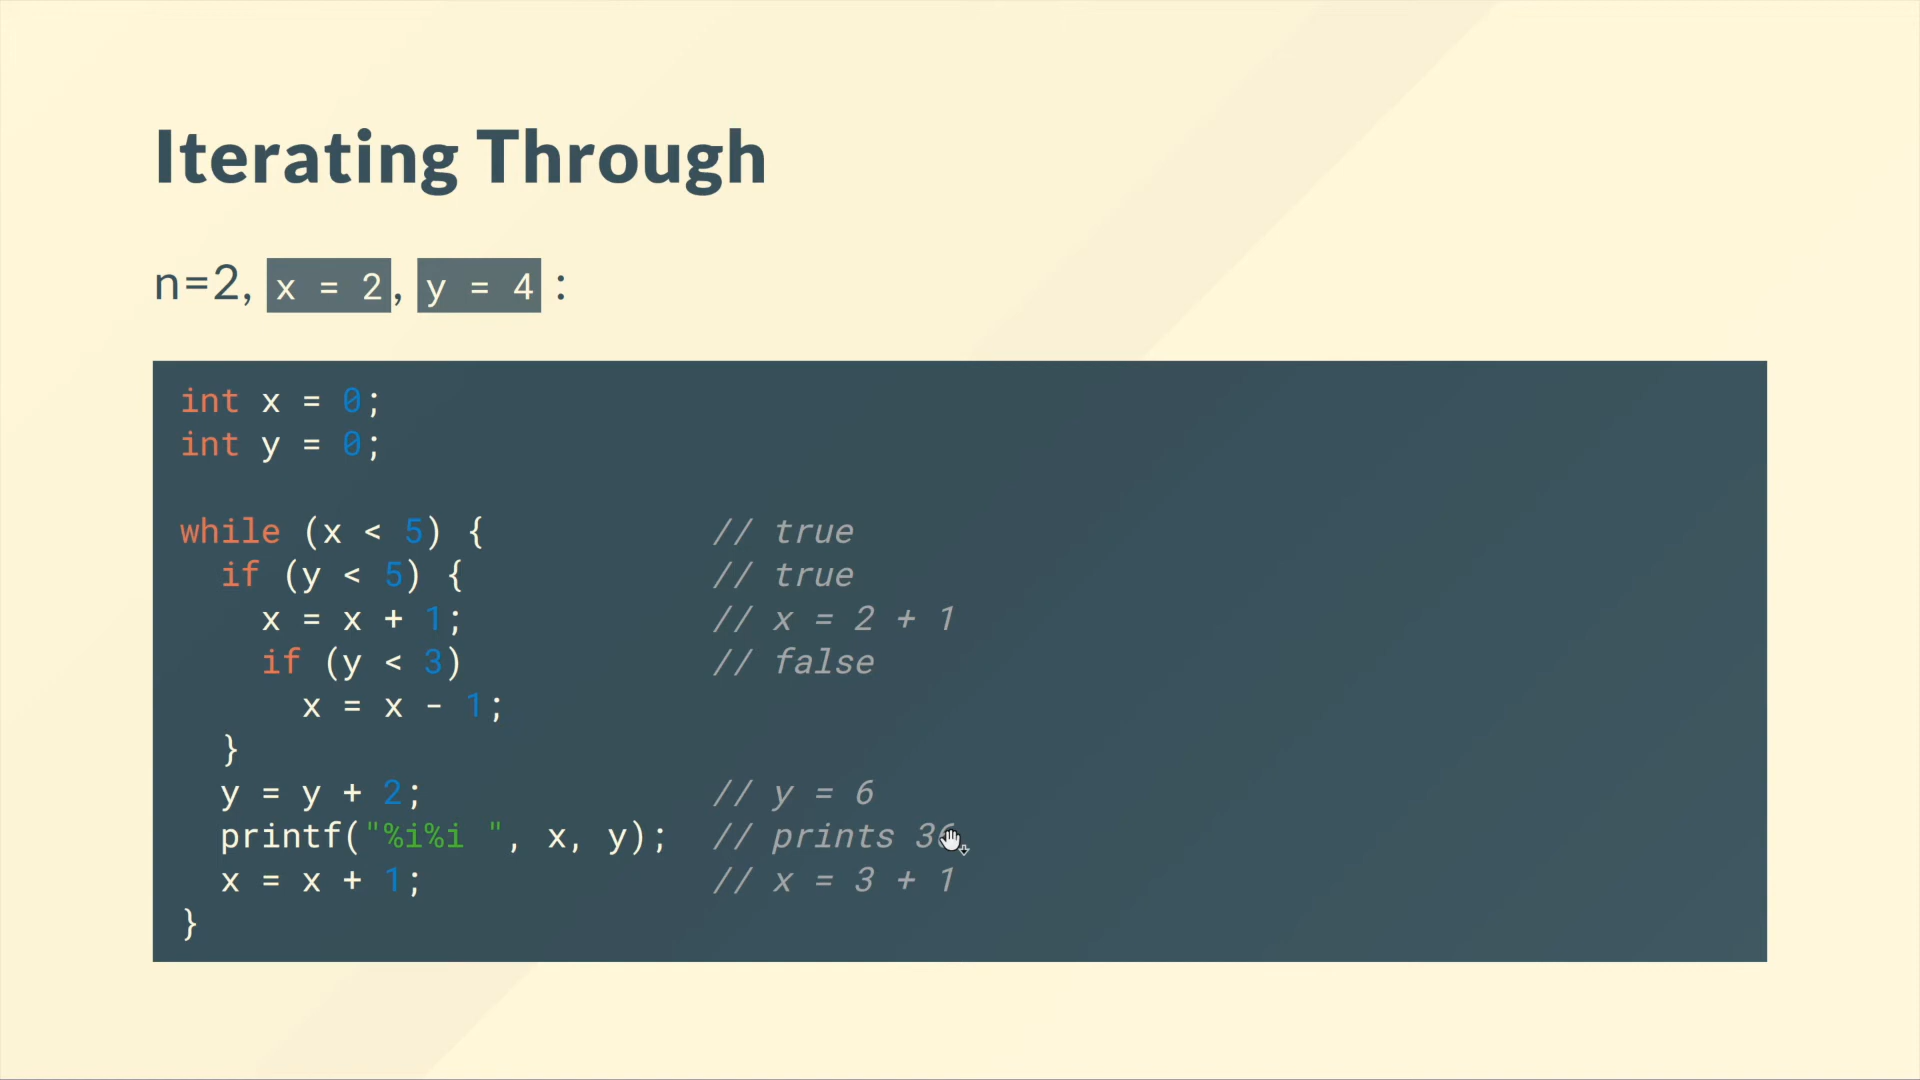 Iterating Through
n=2, x = 2, y = 4 :
int x = 0;
int y = 0;
while (x < 5) { // true
if (y < 5) { // true
x = x + 1; // x = 2 + 1
if (y < 3) // false
x = x - 1;
}
y = y + 2; // y = 6
printf("%i%i ", x, y); // prints 36
x = x + 1; // x = 3 + 1
}